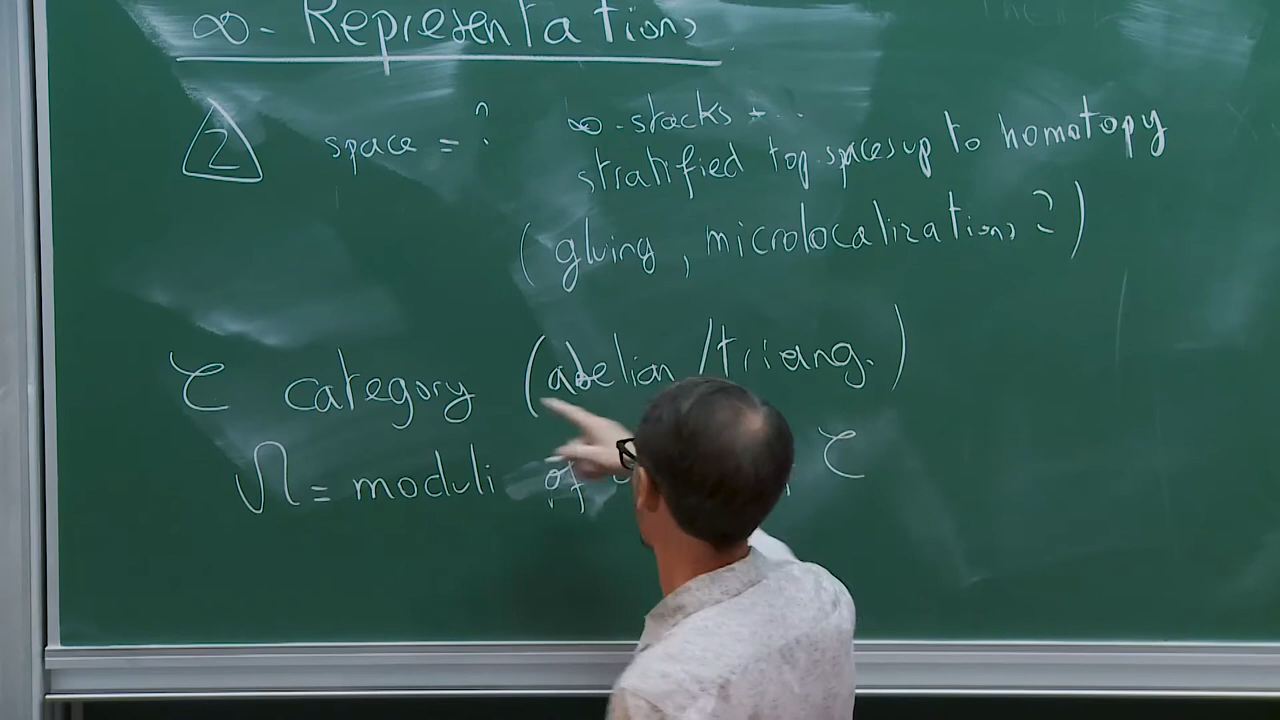 ∞- Representations
2 space = ? ∞-stacks + ...
stratified top. spaces up to homotopy
(gluing, microlocalizations?)
𝒞 category (abelian/triang.)
𝓜 = moduli of 𝒞